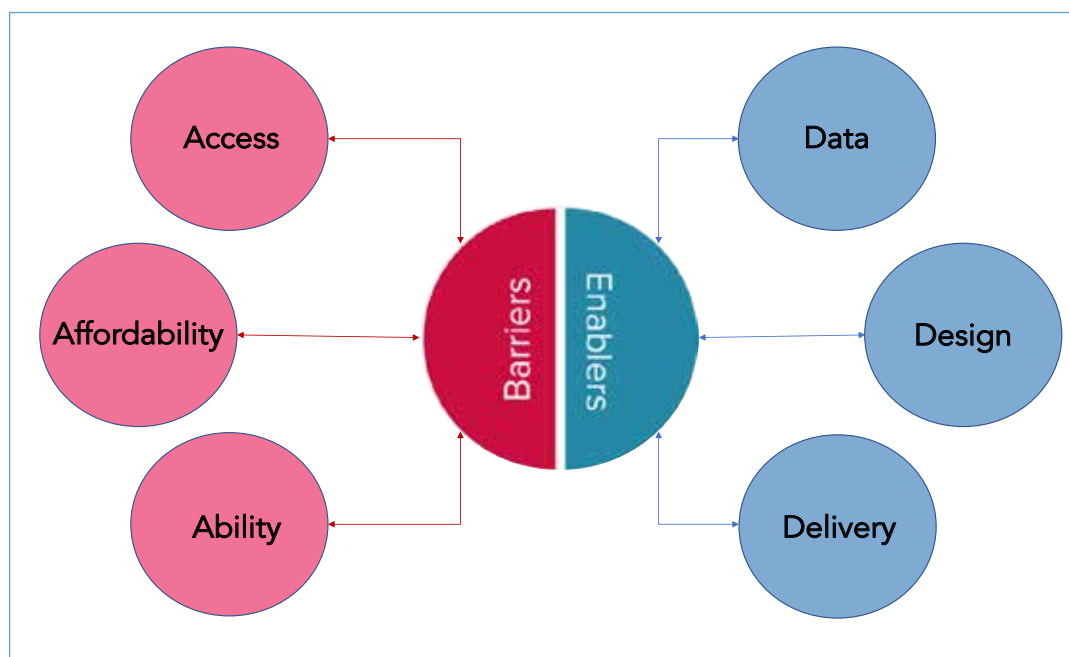 Access
Affordability
Ability
Barriers
Enablers
Data
Design
Delivery